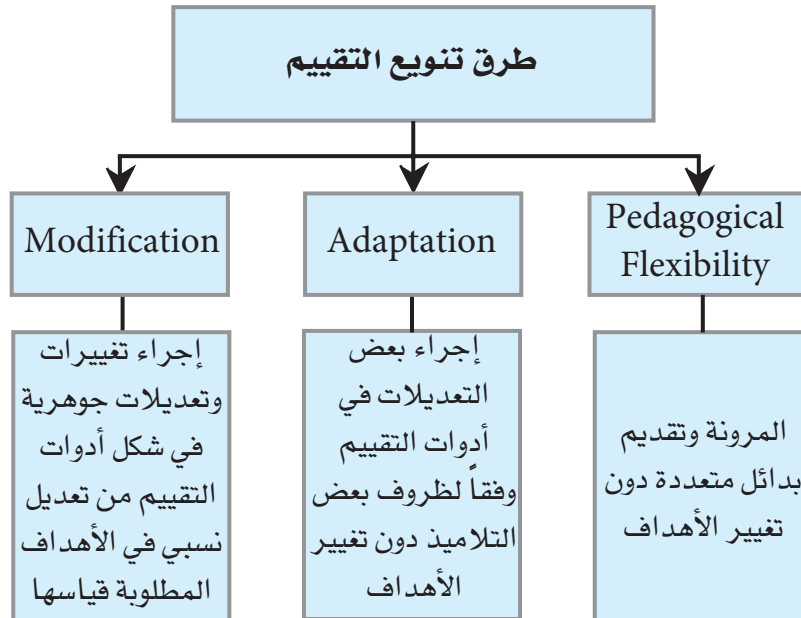 طرق تنويع التقييم
Pedagogical
Flexibility
المرونة وتقديم
بدائل متعددة دون
تغيير الأهداف
Adaptation
إجراء بعض
التعديلات في
أدوات التقييم
وفقاً لظروف بعض
التلاميذ دون تغيير
الأهداف
Modification
إجراء تغييرات
وتعديلات جوهرية
في شكل أدوات
التقييم من تعديل
نسبي في الأهداف
المطلوبة قياسها